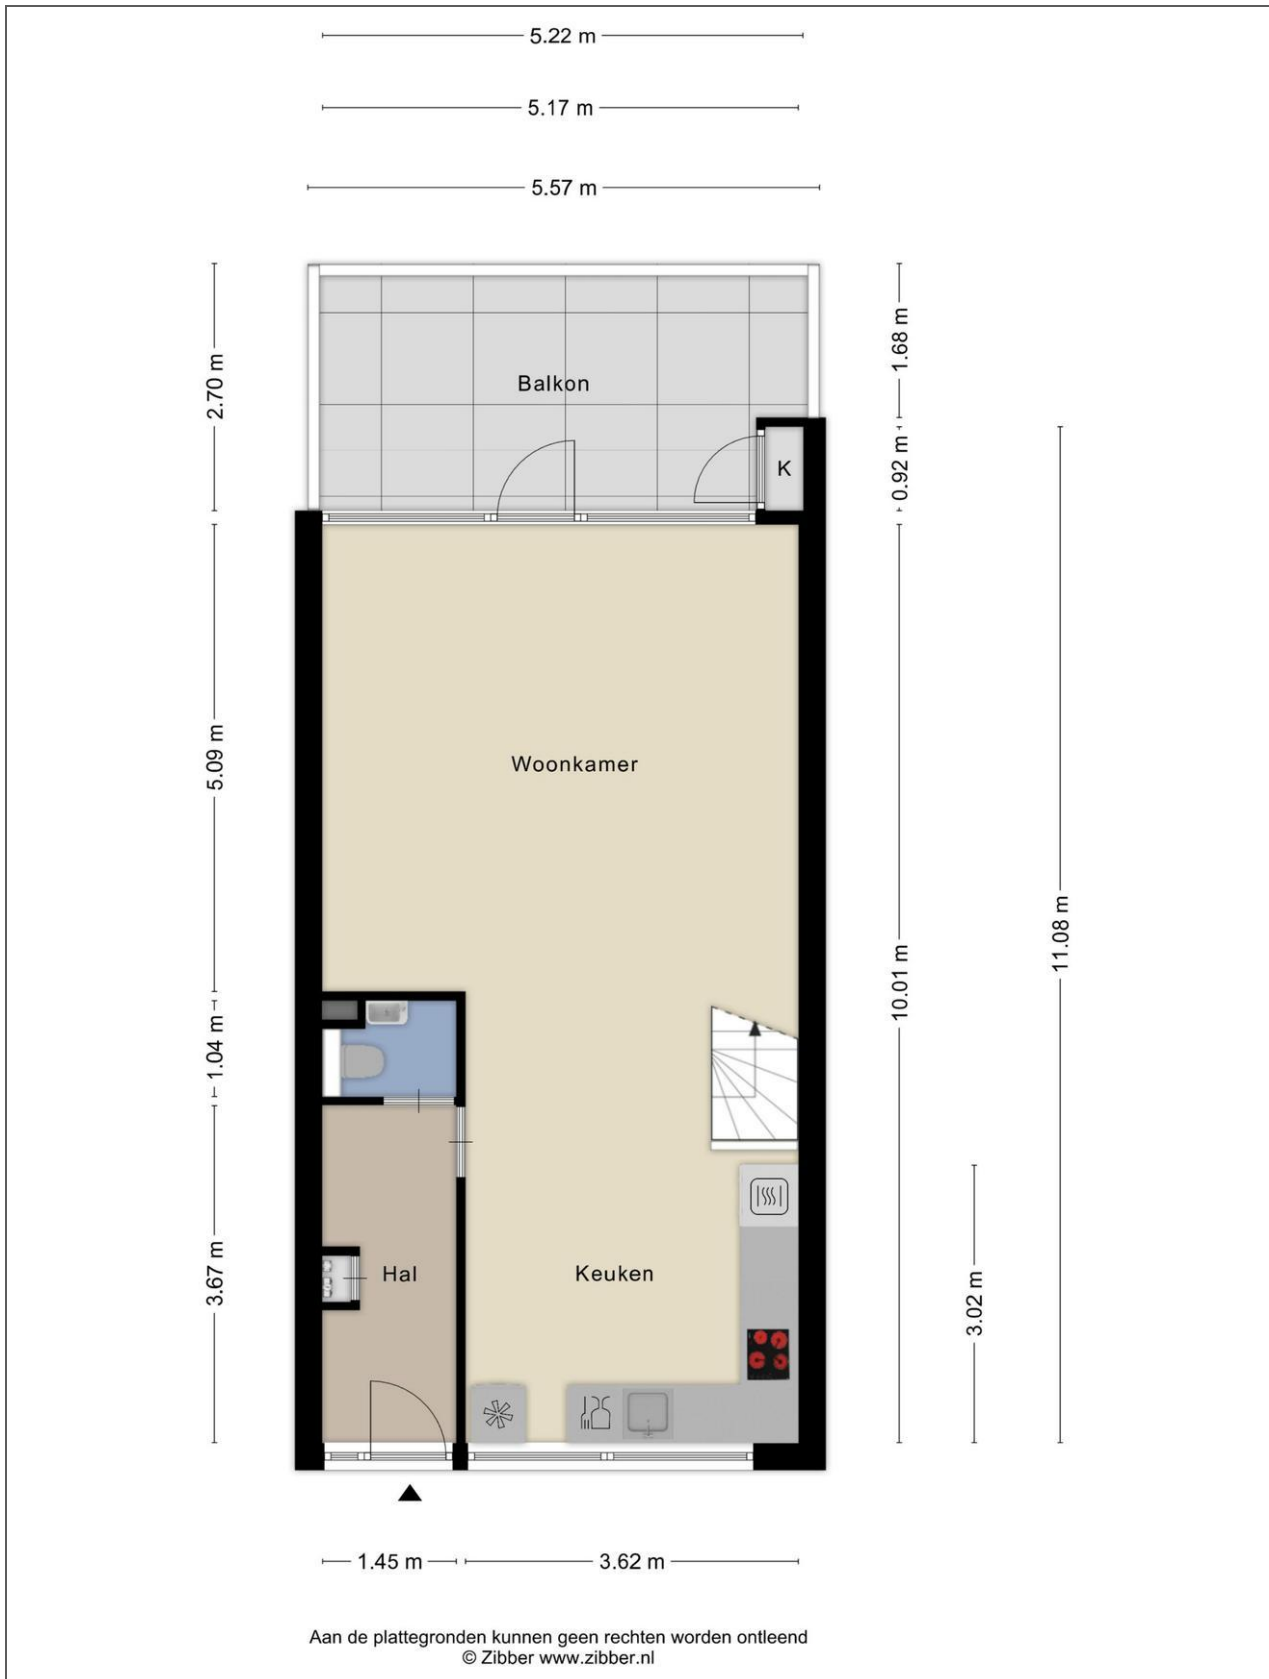 5.22 m
5.17 m
5.57 m
2.70 m
1.68 m
Balkon
0.92 m
K
5.09 m
Woonkamer
10.01 m
11.08 m
1.04 m
3.67 m
Hal
Keuken
3.02 m
1.45 m
3.62 m
Aan de plattegronden kunnen geen rechten worden ontleend
© Zibber www.zibber.nl